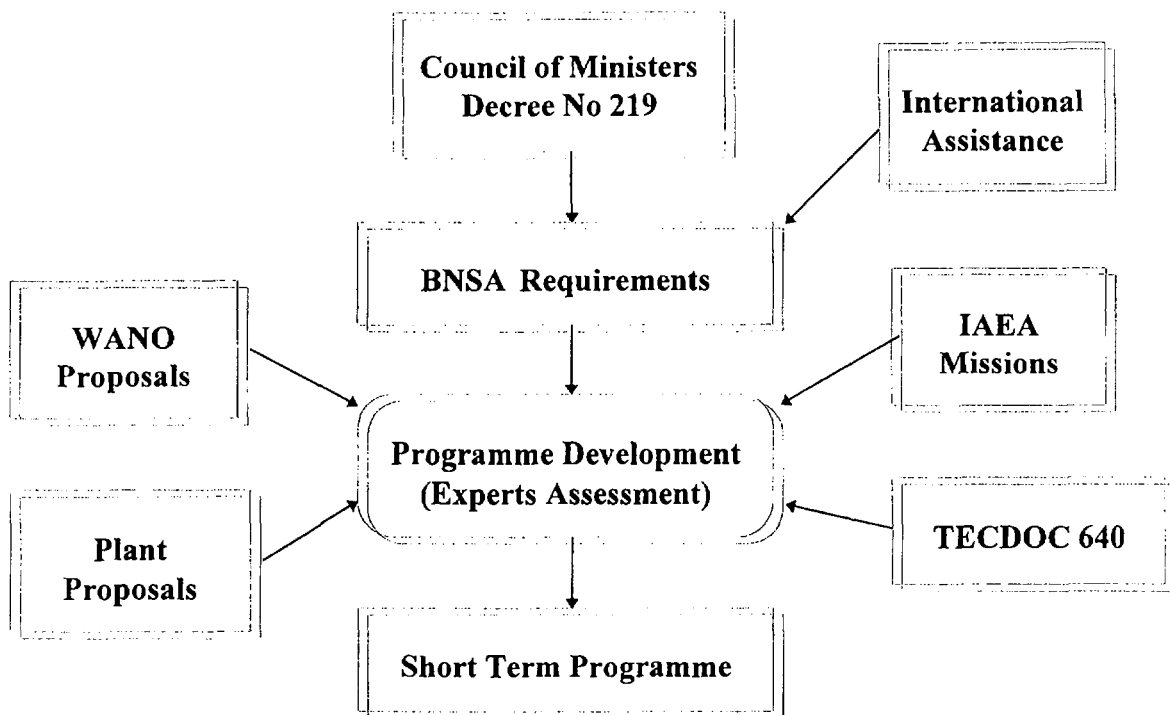 Council of Ministers
Decree No 219
International
Assistance
BNSA Requirements
WANO
Proposals
IAEA
Missions
Programme Development
(Experts Assessment)
Plant
Proposals
TECDOC 640
Short Term Programme